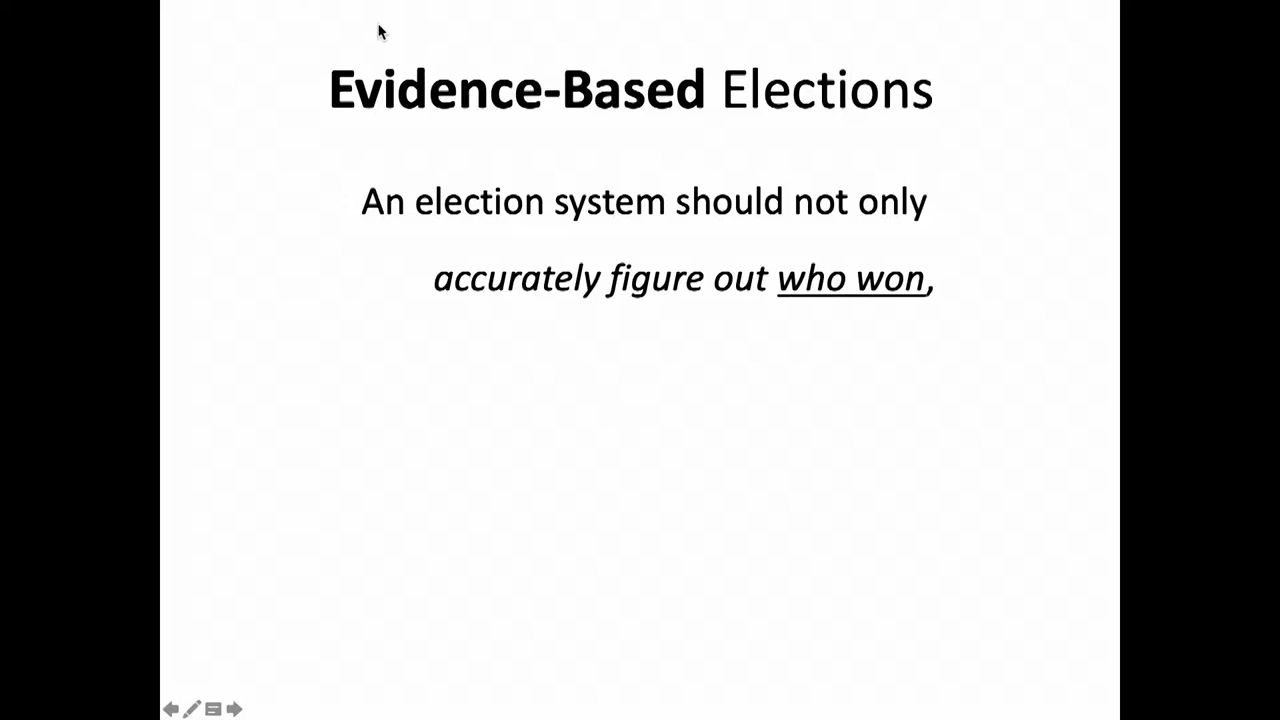 Evidence-Based Elections
An election system should not only
accurately figure out who won,